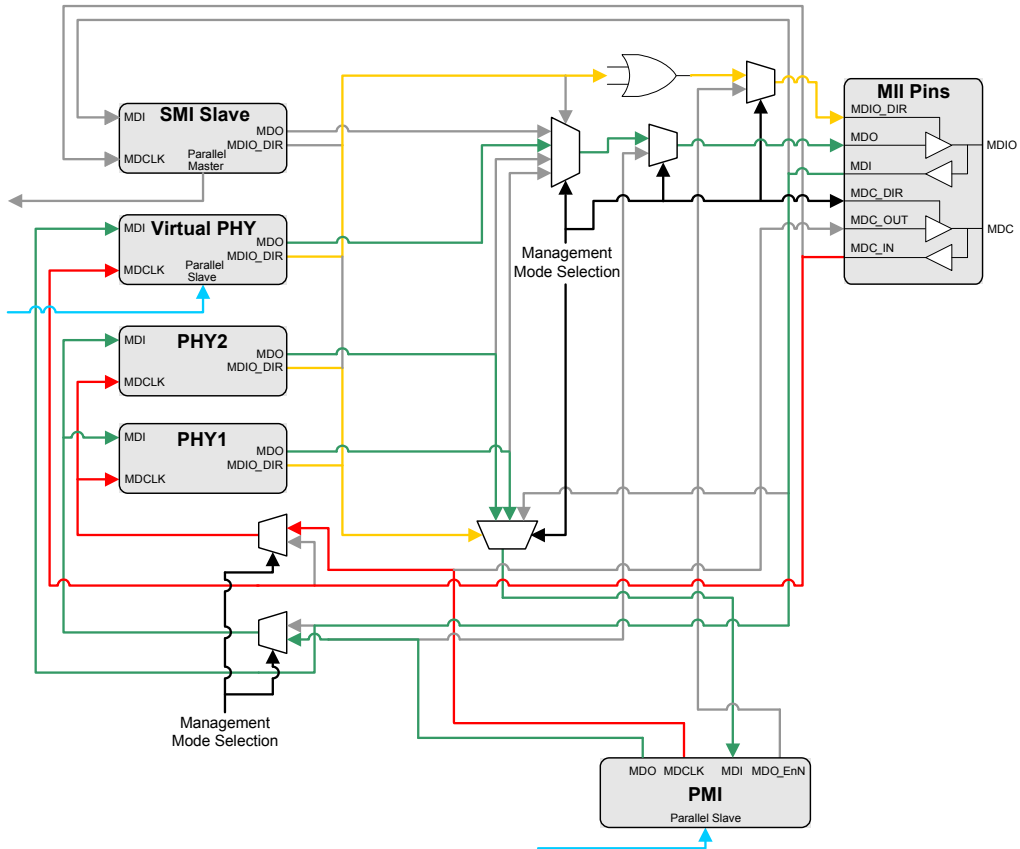 SMI Slave
MDI
MDO
MDIO_DIR
MDCLK
Parallel
Master
MII Pins
MDIO_DIR
MDO
MDIO
MDI
MDC_DIR
MDC_OUT
MDC
MDC_IN
Virtual PHY
MDI
MDO
MDIO_DIR
MDCLK
Parallel
Slave
Management
Mode Selection
PHY2
MDI
MDO
MDIO_DIR
MDCLK
PHY1
MDI
MDO
MDIO_DIR
MDCLK
Management
Mode Selection
MDO MDCLK MDI MDO_EnN
PMI
Parallel Slave